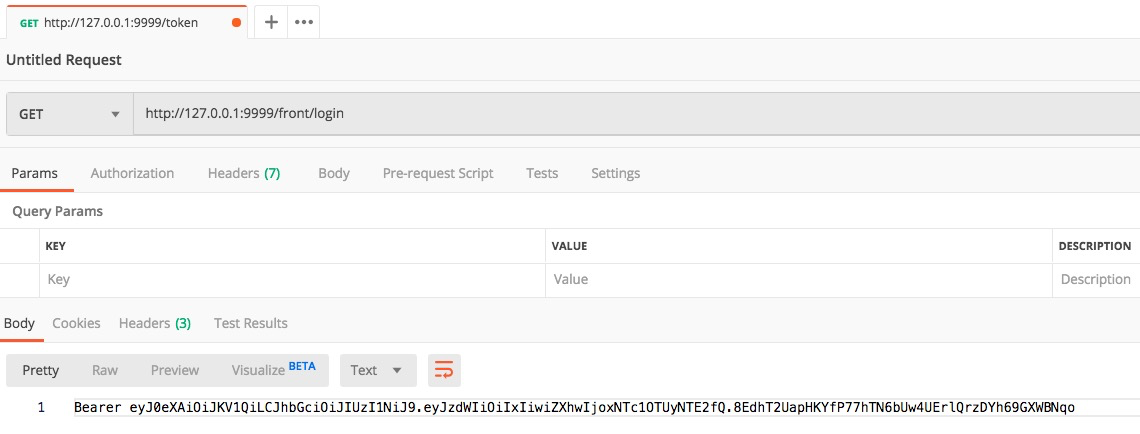 GET http://127.0.0.1:9999/token
Untitled Request
GET http://127.0.0.1:9999/front/login
Params Authorization Headers (7) Body Pre-request Script Tests Settings
Query Params
KEY VALUE DESCRIPTION
Key Value Description
Body Cookies Headers (3) Test Results
Pretty Raw Preview Visualize BETA Text
1 Bearer eyJ0eXAiOiJKV1QiLCJhbGciOiJIUzI1NiJ9.eyJzdWIiOiIxIiwiZXhwIjoxNTc1OTUyNTE2fQ.8EdhT2UapHKYfP77hTN6bUw4UErlQrzDYh69GXWBNqo